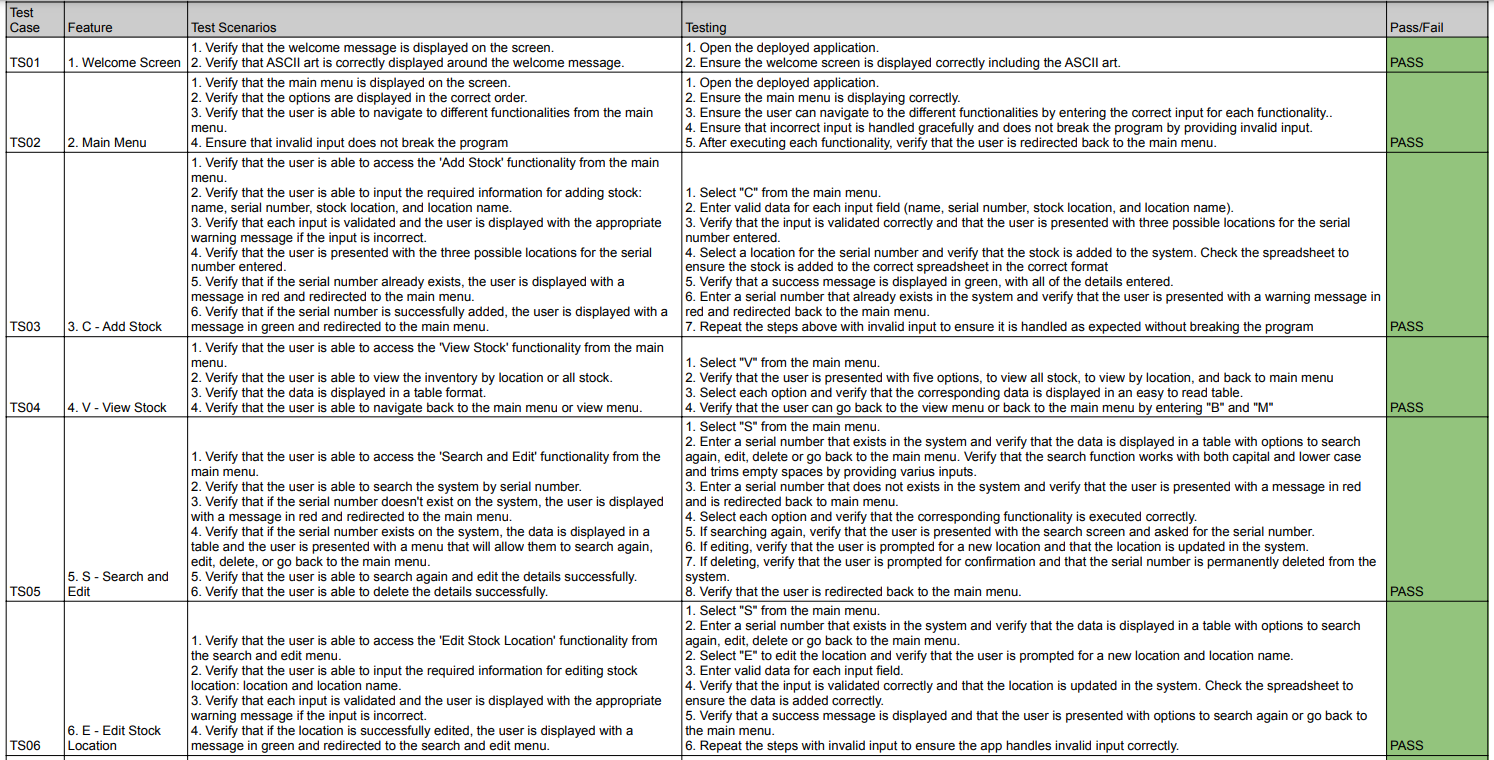 Test
Case Feature Test Scenarios Testing Pass/Fail
1. Verify that the welcome message is displayed on the screen.
2. Verify that ASCII art is correctly displayed around the welcome message.
1. Open the deployed application.
2. Ensure the welcome screen is displayed correctly including the ASCII art.
TS01 1. Welcome Screen PASS
1. Verify that the main menu is displayed on the screen.
2. Verify the options are displayed in the correct order.
3. Verify that the user is able to navigate to different functionalities from the main
menu.
4. Ensure that invalid input does not break the program
1. Open the deployed application.
2. Ensure the main menu is displaying correctly.
3. Ensure the user can navigate to the different functionalities by entering the correct input for each functionality..
4. Ensure that incorrect input is handled gracefully and does not break the program by providing invalid input.
5. After executing each functionality, verify that the user is redirected back to the main menu.
TS02 2. Main Menu PASS
1. Verify that the user is able to access the 'Add Stock' functionality from the main
menu.
2. Verify that the user is able to input the required information for adding stock:
name, serial number, stock location, and location name.
3. Verify that each input is validated and the user is displayed with the appropriate
warning message if the input is incorrect.
4. Verify that the user is presented with the three possible locations for the serial
number entered.
5. Verify that if the serial number already exists, the user is displayed with a
message in red and redirected to the main menu.
6. Verify that if the serial number is successfully added, the user is displayed with a
message in green and redirected to the main menu.
1. Select "C" from the main menu.
2. Enter valid data for each input field (name, serial number, stock location, and location name).
3. Verify that the input is validated correctly and that the user is presented with three possible locations for the serial
number entered.
4. Select a location for the serial number and verify that the stock is added to the system. Check the spreadsheet to
ensure the stock is added to the correct spreadsheet in the correct format
5. Verify that a success message is displayed in green, with all of the details entered.
6. Enter a serial number that already exists in the system and verify that the user is presented with a warning message in
red and redirected back to the main menu.
7. Repeat the steps above with invalid input to ensure it is handled as expected without breaking the program
TS03 3. C - Add Stock PASS
1. Verify that the user is able to access the 'View Stock' functionality from the main
menu.
2. Verify that the user is able to view the inventory by location or all stock.
3. Verify that the data is displayed in a table format.
4. Verify that the user is able to navigate back to the main menu or view menu.
1. Select "V" from the main menu.
2. Verify that the user is presented with five options, to view all stock, to view by location, and back to main menu
3. Select each option and verify that the corresponding data is displayed in an easy to read table.
4. Verify that the user can go back to the view menu or back to the main menu by entering "B" and "M"
TS04 4. V - View Stock PASS
1. Verify that the user is able to access the 'Search and Edit' functionality from the
main menu.
2. Verify that the user is able to search the system by serial number.
3. Verify that if the serial number doesn't exist on the system, the user is displayed
with a message in red and redirected to the main menu.
4. Verify that if the serial number exists on the system, the data is displayed in a
table and the user is presented with a menu that will allow them to search again,
edit, delete, or go back to the main menu.
5. Verify that the user is able to search again and edit the details successfully.
6. Verify that the user is able to delete the details successfully.
1. Select "S" from the main menu.
2. Enter a serial number that exists in the system and verify that the data is displayed in a table with options to search
again, edit, delete or go back to the main menu. Verify that the search function works with both capital and lower case
and trims empty spaces by providing varius inputs.
3. Enter a serial number that does not exists in the system and verify that the user is presented with a message in red
and is redirected back to main menu.
4. Select each option and verify that the corresponding functionality is executed correctly.
5. If searching again, verify that the user is presented with the search screen and asked for the serial number.
6. If editing, verify that the user is prompted for a new location and that the location is updated in the system.
7. If deleting, verify that the user is prompted for confirmation and that the serial number is permanently deleted from the
system.
8. Verify that the user is redirected back to the main menu.
5. S - Search and
TS05 Edit PASS
1. Verify that the user is able to access the 'Edit Stock Location' functionality from
the search and edit menu.
2. Verify that the user is able to input the required information for editing stock
location: location and location name.
3. Verify that each input is validated and the user is displayed with the appropriate
warning message if the input is incorrect.
4. Verify if the location is successfully edited, the user is displayed with a
message in green and redirected to the search and edit menu.
1. Select "S" from the main menu.
2. Enter a serial number that exists in the system and verify that the data is displayed in a table with options to search
again, edit, delete or go back to the main menu.
2. Select "E" to edit the location and verify that the user is prompted for a new location and location name.
3. Enter valid data for each input field.
4. Verify that the input is validated correctly and that the location is updated in the system. Check the spreadsheet to
ensure the data is added correctly.
5. Verify that a success message is displayed and that the user is presented with options to search again or go back to
the main menu.
6. Repeat the steps with invalid input to ensure the app handles invalid input correctly.
6. E - Edit Stock
TS06 Location PASS